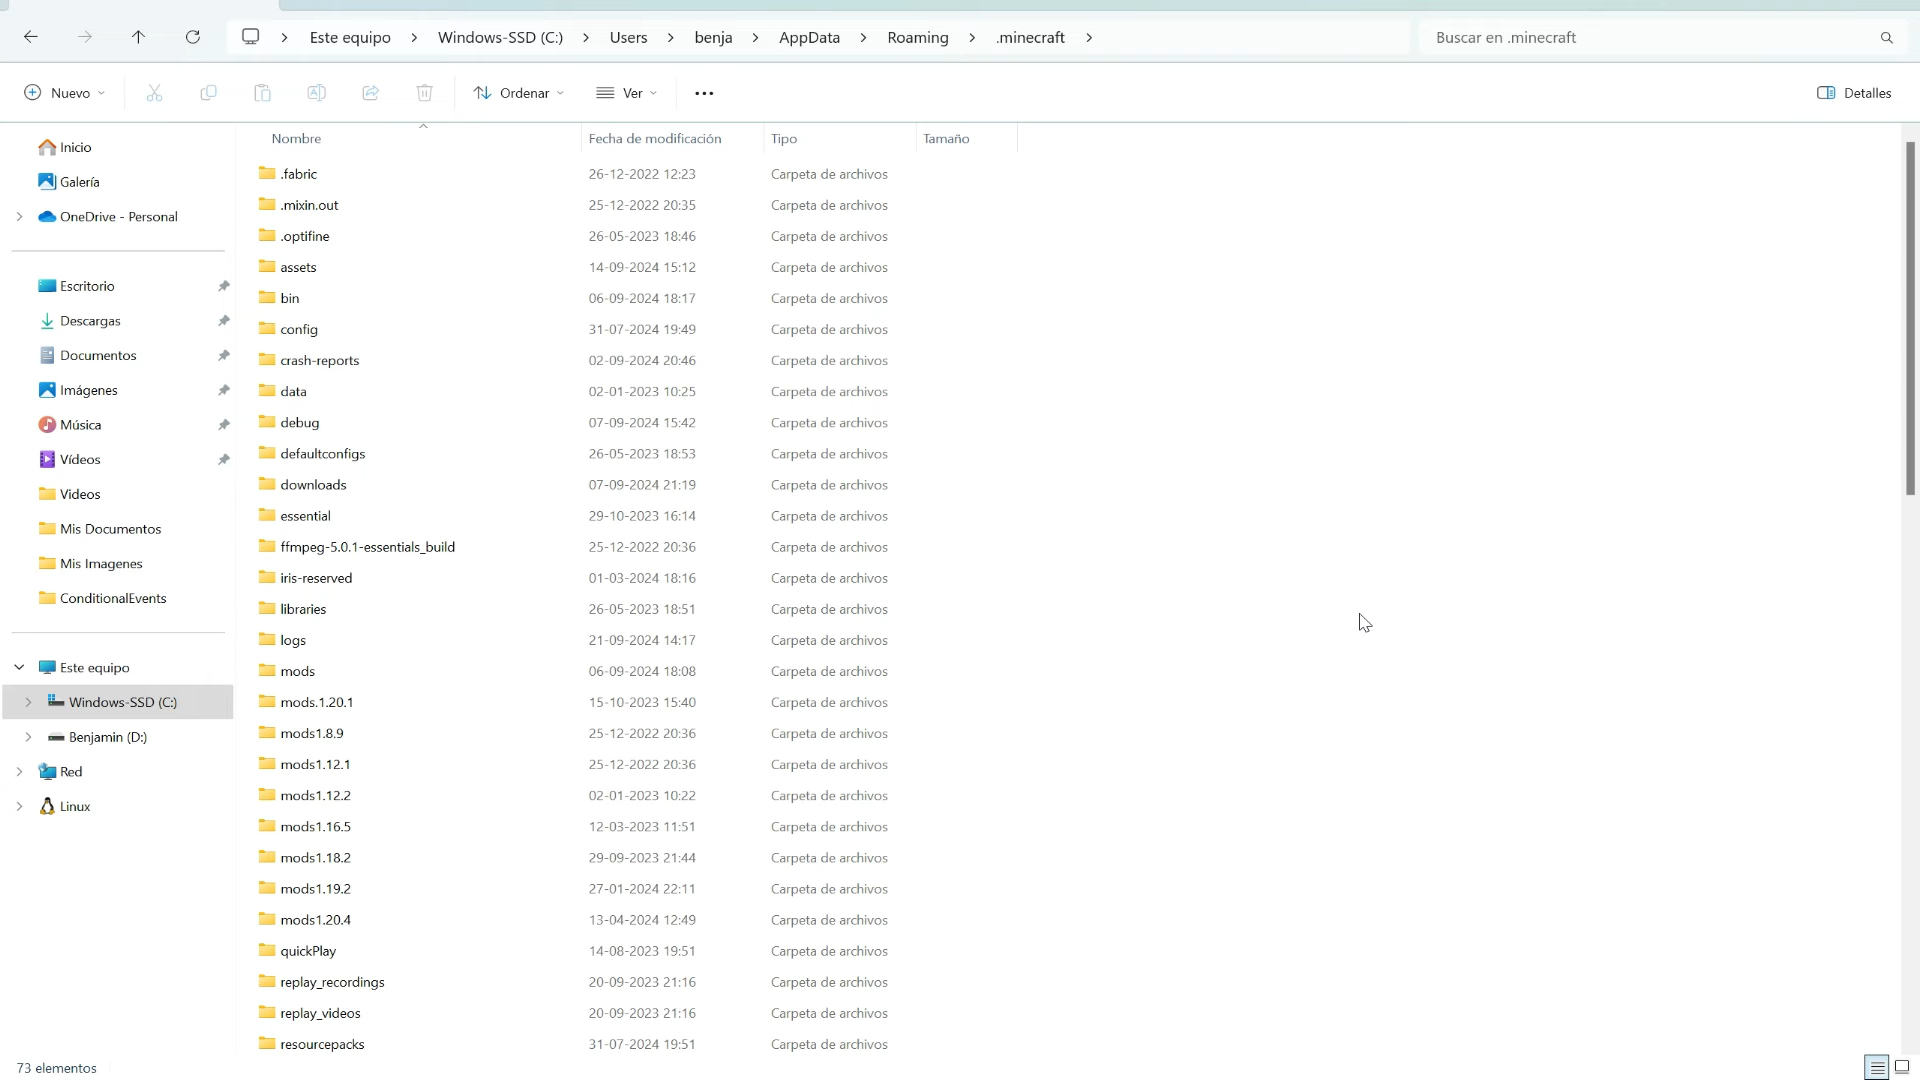 Este equipo > Windows-SSD (C:) > Users > benja > AppData > Roaming > .minecraft >
Buscar en .minecraft
Nuevo
Ordenar
Ver
Detalles
Nombre Fecha de modificación Tipo Tamaño
Inicio
Galería
OneDrive - Personal
Escritorio
Descargas
Documentos
Imágenes
Música
Vídeos
Videos
Mis Documentos
Mis Imagenes
ConditionalEvents
Este equipo
Windows-SSD (C:)
Benjamin (D:)
Red
Linux
.fabric 26-12-2022 12:23 Carpeta de archivos
.mixin.out 25-12-2022 20:35 Carpeta de archivos
.optifine 26-05-2023 18:46 Carpeta de archivos
assets 14-09-2024 15:12 Carpeta de archivos
bin 06-09-2024 18:17 Carpeta de archivos
config 31-07-2024 19:49 Carpeta de archivos
crash-reports 02-09-2024 20:46 Carpeta de archivos
data 02-01-2023 10:25 Carpeta de archivos
debug 07-09-2024 15:42 Carpeta de archivos
defaultconfigs 26-05-2023 18:53 Carpeta de archivos
downloads 07-09-2024 21:19 Carpeta de archivos
essential 29-10-2023 16:14 Carpeta de archivos
ffmpeg-5.0.1-essentials_build 25-12-2022 20:36 Carpeta de archivos
iris-reserved 01-03-2024 18:16 Carpeta de archivos
libraries 26-05-2023 18:51 Carpeta de archivos
logs 21-09-2024 14:17 Carpeta de archivos
mods 06-09-2024 18:08 Carpeta de archivos
mods.1.20.1 15-10-2023 15:40 Carpeta de archivos
mods1.8.9 25-12-2022 20:36 Carpeta de archivos
mods1.12.1 25-12-2022 20:36 Carpeta de archivos
mods1.12.2 02-01-2023 10:22 Carpeta de archivos
mods1.16.5 12-03-2023 11:51 Carpeta de archivos
mods1.18.2 29-09-2023 21:44 Carpeta de archivos
mods1.19.2 27-01-2024 22:11 Carpeta de archivos
mods1.20.4 13-04-2024 12:49 Carpeta de archivos
quickPlay 14-08-2023 19:51 Carpeta de archivos
replay_recordings 20-09-2023 21:16 Carpeta de archivos
replay_videos 20-09-2023 21:16 Carpeta de archivos
resourcepacks 31-07-2024 19:51 Carpeta de archivos
73 elementos